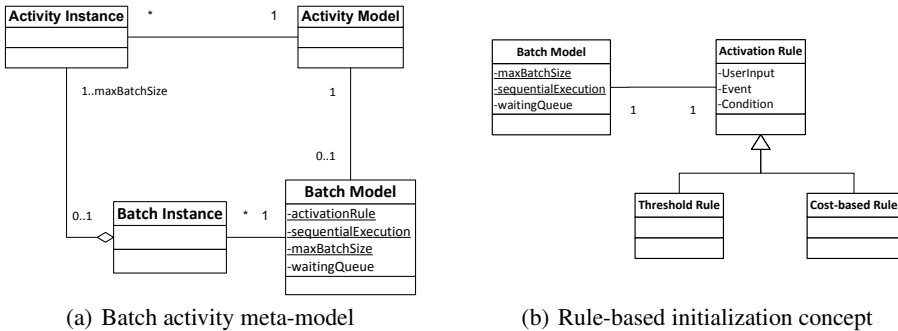 Activity Instance
*
1
Activity Model
1..maxBatchSize
1
0..1
0..1
Batch Instance
*
1
Batch Model
-activationRule
-sequentialExecution
-maxBatchSize
-waitingQueue
(a) Batch activity meta-model
Batch Model
-maxBatchSize
-sequentialExecution
-waitingQueue
1
1
Activation Rule
-UserInput
-Event
-Condition
Threshold Rule
Cost-based Rule
(b) Rule-based initialization concept